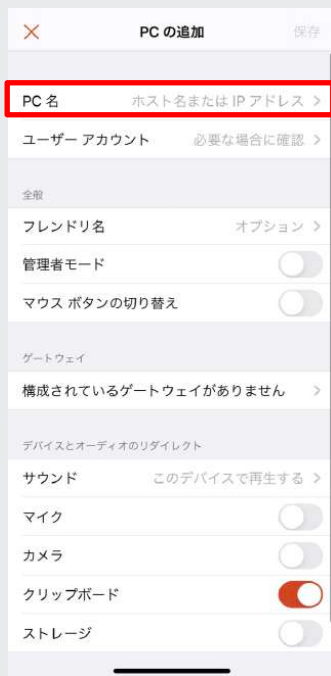 PC の追加 保存
PC 名 ホスト名または IP アドレス
ユーザー アカウント 必要な場合に確認
全般
フレンドリ名 オプション
管理者モード
マウス ボタンの切り替え
ゲートウェイ
構成されているゲートウェイがありません
デバイスとオーディオのリダイレクト
サウンド このデバイスで再生する
マイク
カメラ
クリップボード
ストレージ